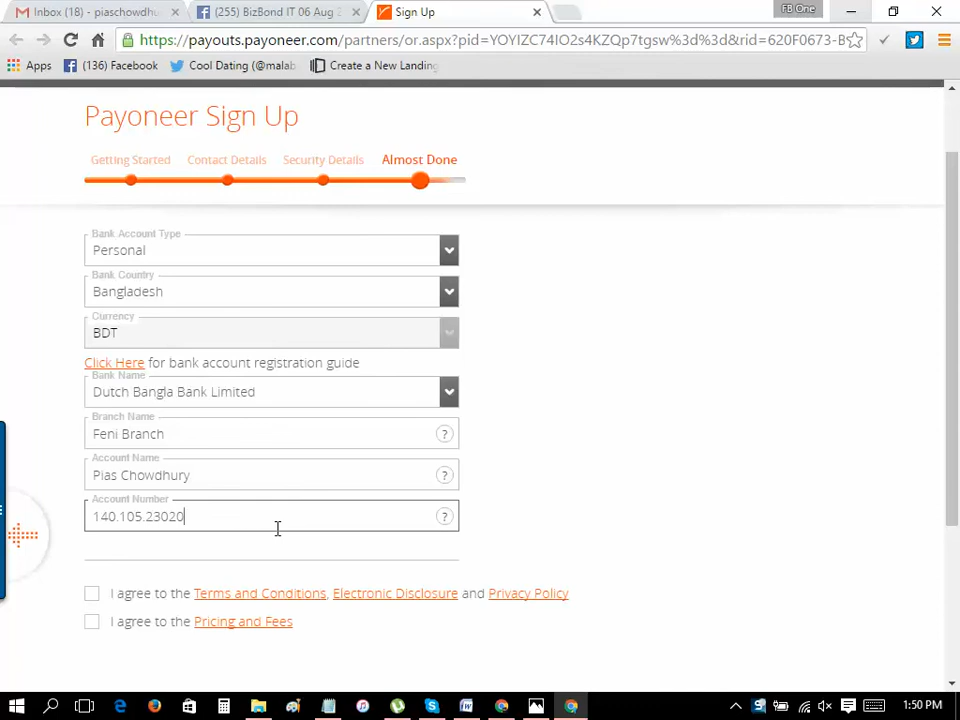 Inbox (18) - piaschowdhu
(255) BizBond IT 06 Aug
Sign Up
FB One
https://payouts.payoneer.com/partners/or.aspx?pid=YOYIZC74IO2s4KZQp7tgsw%3d%3d&rid=620F0673-B
Apps
(136) Facebook
Cool Dating (@malab
Create a New Landing
Payoneer Sign Up
Getting Started
Contact Details
Security Details
Almost Done
Bank Account Type
Personal
Bank Country
Bangladesh
Currency
BDT
Click Here for bank account registration guide
Bank Name
Dutch Bangla Bank Limited
Branch Name
Feni Branch
?
Account Name
Pias Chowdhury
?
Account Number
140.105.23020
?
I agree to the Terms and Conditions, Electronic Disclosure and Privacy Policy
I agree to the Pricing and Fees
1:50 PM